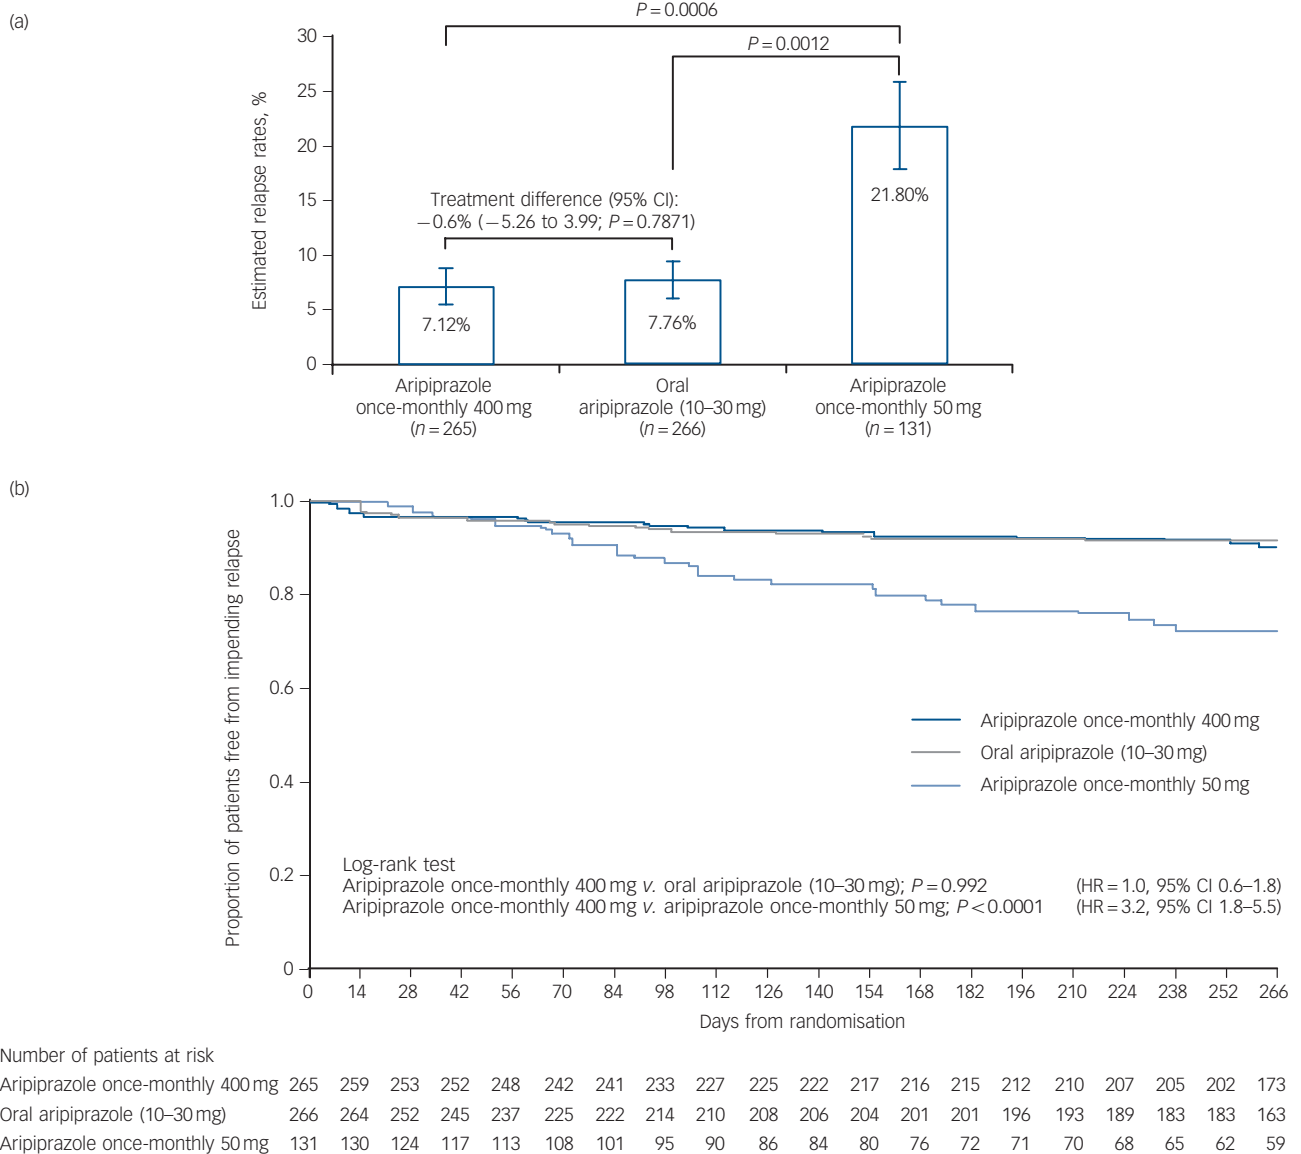 (a)
P = 0.0006
P = 0.0012
30
25
20
15
10
5
0
Estimated relapse rates, %
Treatment difference (95% CI):
−0.6% (−5.26 to 3.99; P = 0.7871)
7.12%
7.76%
21.80%
Aripiprazole
once-monthly 400 mg
(n = 265)
Oral
aripiprazole (10–30 mg)
(n = 266)
Aripiprazole
once-monthly 50 mg
(n = 131)
(b)
1.0
0.8
0.6
0.4
0.2
0
Proportion of patients free from impending relapse
Aripiprazole once-monthly 400 mg
Oral aripiprazole (10–30 mg)
Aripiprazole once-monthly 50 mg
Log-rank test
Aripiprazole once-monthly 400 mg v. oral aripiprazole (10–30 mg); P = 0.992 (HR = 1.0, 95% CI 0.6–1.8)
Aripiprazole once-monthly 400 mg v. aripiprazole once-monthly 50 mg; P < 0.0001 (HR = 3.2, 95% CI 1.8–5.5)
0 14 28 42 56 70 84 98 112 126 140 154 168 182 196 210 224 238 252 266
Days from randomisation
Number of patients at risk
Aripiprazole once-monthly 400 mg 265 259 253 252 248 242 241 233 227 225 222 217 216 215 212 210 207 205 202 173
Oral aripiprazole (10–30 mg) 266 264 252 245 237 225 222 214 210 208 206 204 201 201 196 193 189 183 183 163
Aripiprazole once-monthly 50 mg 131 130 124 117 113 108 101 95 90 86 84 80 76 72 71 70 68 65 62 59